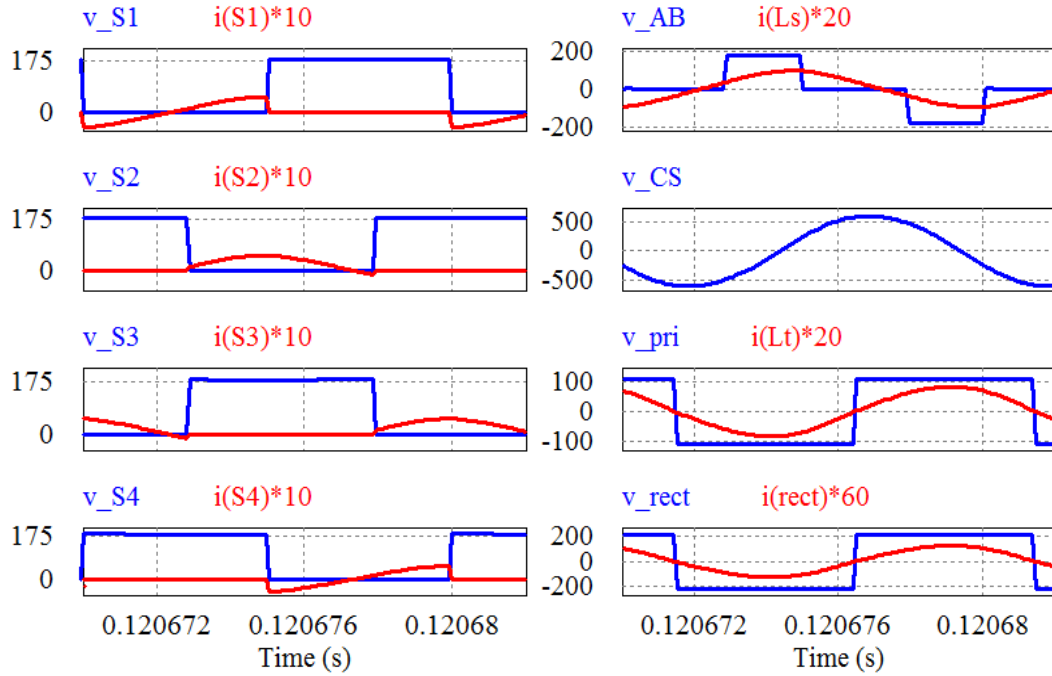 v_S1 i(S1)*10
175
0
v_S2 i(S2)*10
175
0
v_S3 i(S3)*10
175
0
v_S4 i(S4)*10
175
0
0.120672 0.120676 0.12068
Time (s)
v_AB i(Ls)*20
200
0
-200
v_CS
500
0
-500
v_pri i(Lt)*20
100
0
-100
v_rect i(rect)*60
200
0
-200
0.120672 0.120676 0.12068
Time (s)